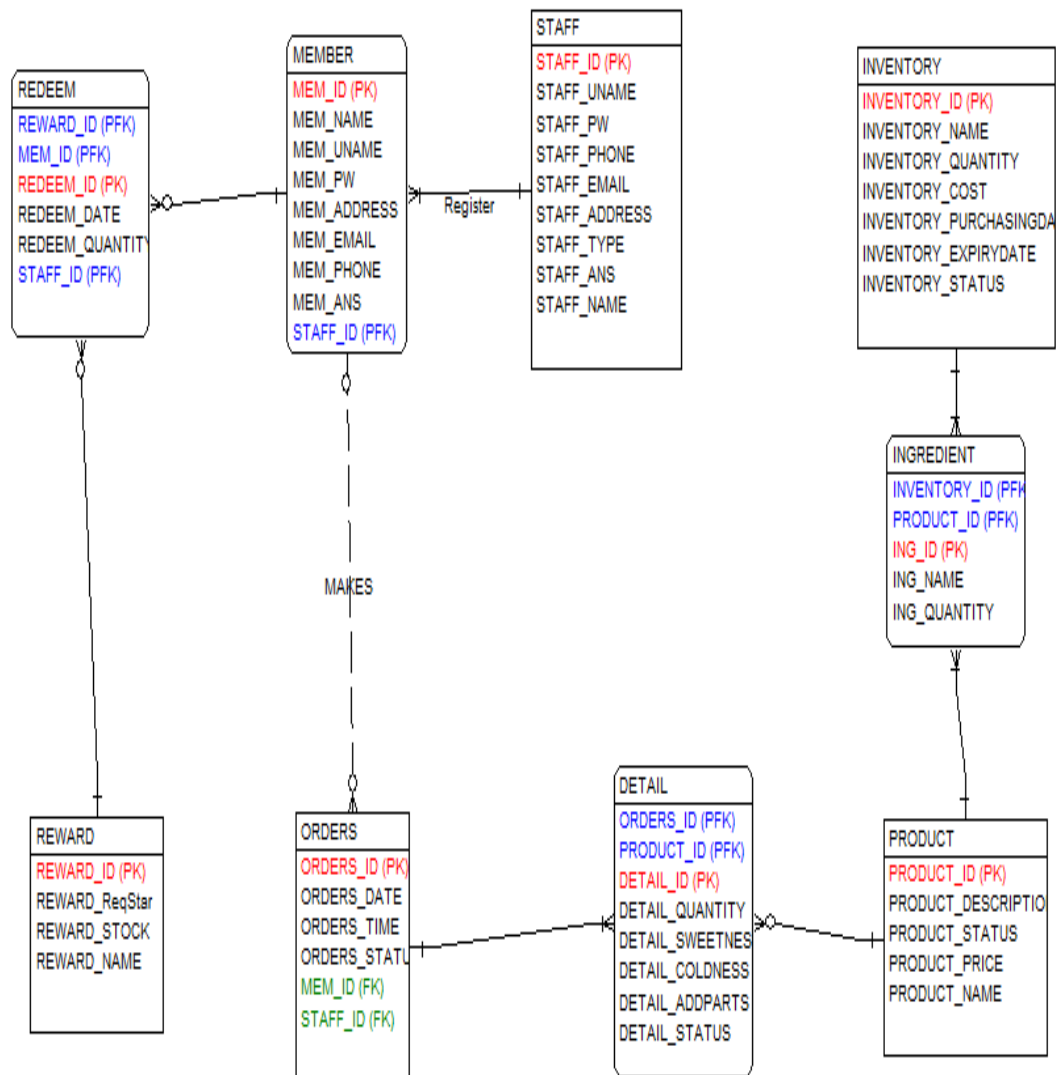 REDEEM
REWARD_ID (PFK)
MEM_ID (PFK)
REDEEM_ID (PK)
REDEEM_DATE
REDEEM_QUANTITY
STAFF_ID (PFK)
MEMBER
MEM_ID (PK)
MEM_NAME
MEM_UNAME
MEM_PW
MEM_ADDRESS
MEM_EMAIL
MEM_PHONE
MEM_ANS
STAFF_ID (PFK)
Register
STAFF
STAFF_ID (PK)
STAFF_UNAME
STAFF_PW
STAFF_PHONE
STAFF_EMAIL
STAFF_ADDRESS
STAFF_TYPE
STAFF_ANS
STAFF_NAME
INVENTORY
INVENTORY_ID (PK)
INVENTORY_NAME
INVENTORY_QUANTITY
INVENTORY_COST
INVENTORY_PURCHASINGDA
INVENTORY_EXPIRYDATE
INVENTORY_STATUS
INGREDIENT
INVENTORY_ID (PFK
PRODUCT_ID (PFK)
ING_ID (PK)
ING_NAME
ING_QUANTITY
MAKES
REWARD
REWARD_ID (PK)
REWARD_ReqStar
REWARD_STOCK
REWARD_NAME
ORDERS
ORDERS_ID (PK)
ORDERS_DATE
ORDERS_TIME
ORDERS_STATU
MEM_ID (FK)
STAFF_ID (FK)
DETAIL
ORDERS_ID (PFK)
PRODUCT_ID (PFK)
DETAIL_ID (PK)
DETAIL_QUANTITY
DETAIL_SWEETNES
DETAIL_COLDNESS
DETAIL_ADDPARTS
DETAIL_STATUS
PRODUCT
PRODUCT_ID (PK)
PRODUCT_DESCRIPTIO
PRODUCT_STATUS
PRODUCT_PRICE
PRODUCT_NAME